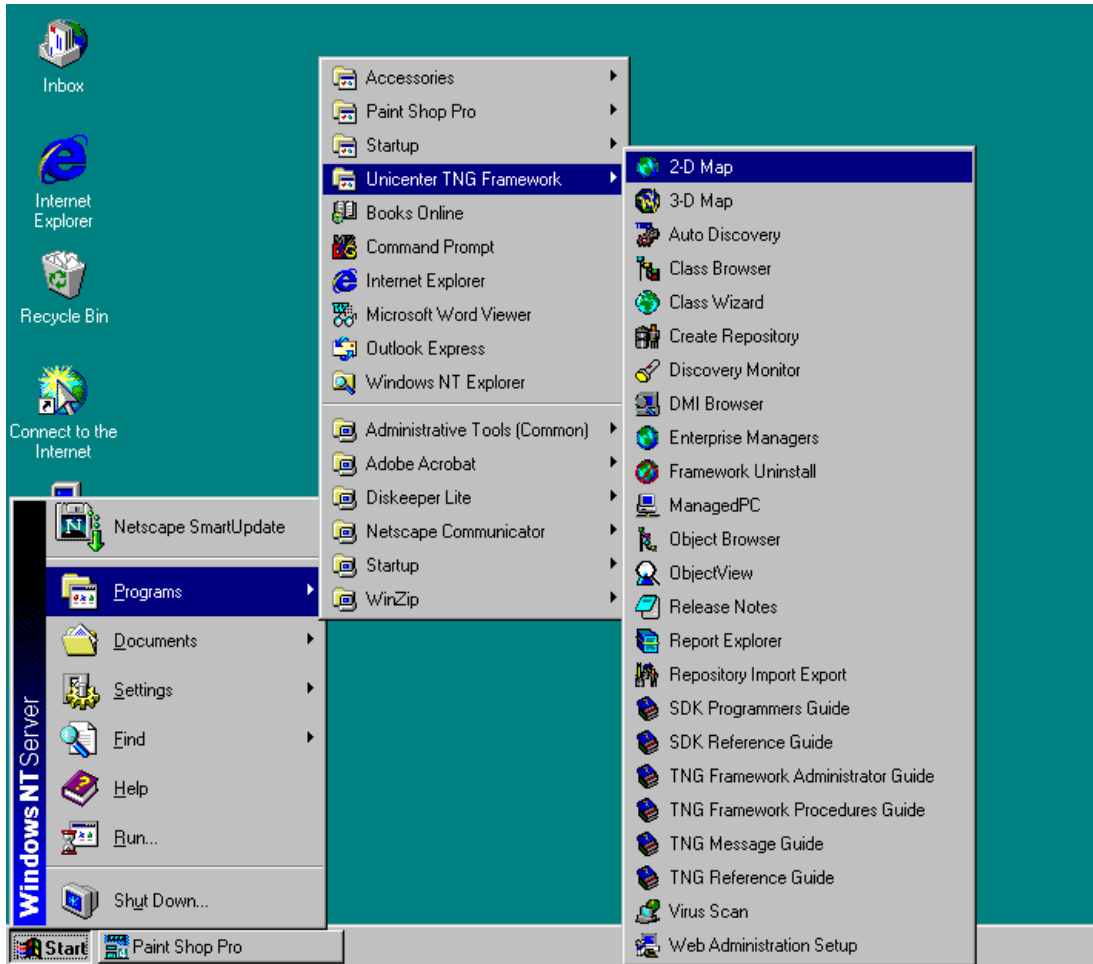 Inbox
Internet
Explorer
Recycle Bin
Connect to the
Internet
Windows NT Server
Netscape SmartUpdate
Programs
Documents
Settings
Find
Help
Run...
Shut Down...
Start
Paint Shop Pro
Accessories
Paint Shop Pro
Startup
Unicenter TNG Framework
Books Online
Command Prompt
Internet Explorer
Microsoft Word Viewer
Outlook Express
Windows NT Explorer
Administrative Tools (Common)
Adobe Acrobat
Diskeeper Lite
Netscape Communicator
Startup
WinZip
2-D Map
3-D Map
Auto Discovery
Class Browser
Class Wizard
Create Repository
Discovery Monitor
DMI Browser
Enterprise Managers
Framework Uninstall
ManagedPC
Object Browser
ObjectView
Release Notes
Report Explorer
Repository Import Export
SDK Programmers Guide
SDK Reference Guide
TNG Framework Administrator Guide
TNG Framework Procedures Guide
TNG Message Guide
TNG Reference Guide
Virus Scan
Web Administration Setup